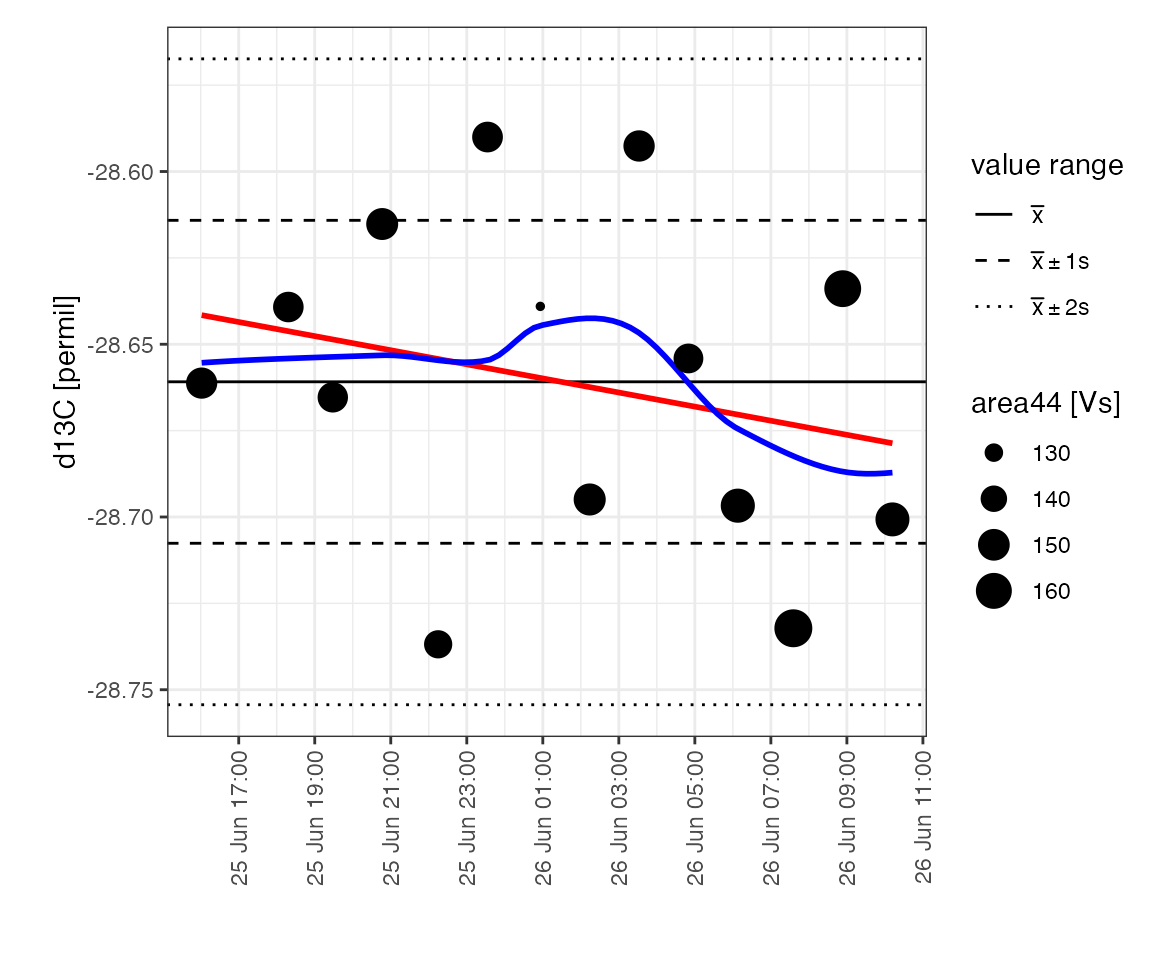 d13C [permil]
-28.60
-28.65
-28.70
-28.75
25 Jun 17:00
25 Jun 19:00
25 Jun 21:00
25 Jun 23:00
26 Jun 01:00
26 Jun 03:00
26 Jun 05:00
26 Jun 07:00
26 Jun 09:00
26 Jun 11:00
value range
x̅
x̅ ± 1s
x̅ ± 2s
area44 [Vs]
130
140
150
160